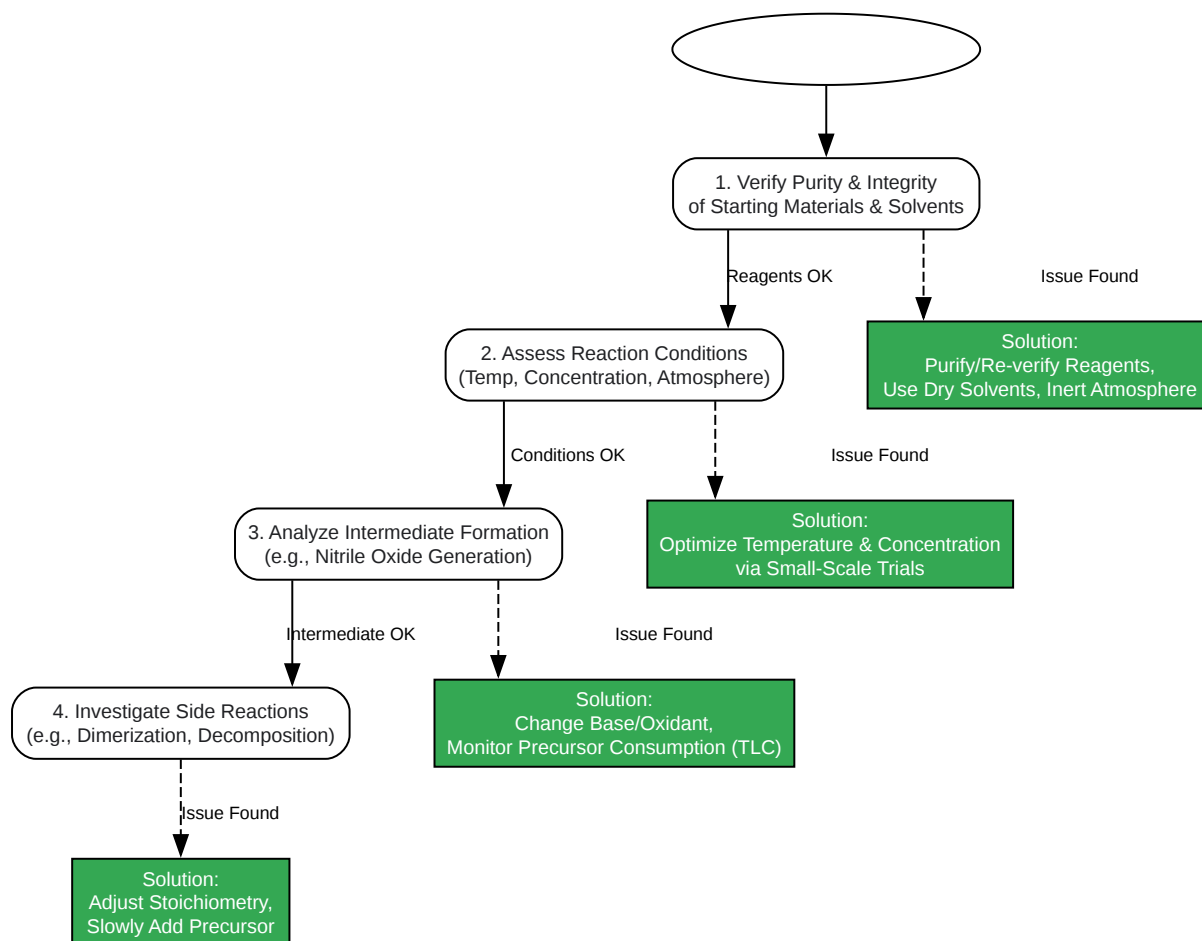 1. Verify Purity & Integrity
of Starting Materials & Solvents
Reagents OK
Issue Found
Solution:
Purify/Re-verify Reagents,
Use Dry Solvents, Inert Atmosphere
2. Assess Reaction Conditions
(Temp, Concentration, Atmosphere)
Conditions OK
Issue Found
Solution:
Optimize Temperature & Concentration
via Small-Scale Trials
3. Analyze Intermediate Formation
(e.g., Nitrile Oxide Generation)
Intermediate OK
Issue Found
Solution:
Change Base/Oxidant,
Monitor Precursor Consumption (TLC)
4. Investigate Side Reactions
(e.g., Dimerization, Decomposition)
Issue Found
Solution:
Adjust Stoichiometry,
Slowly Add Precursor